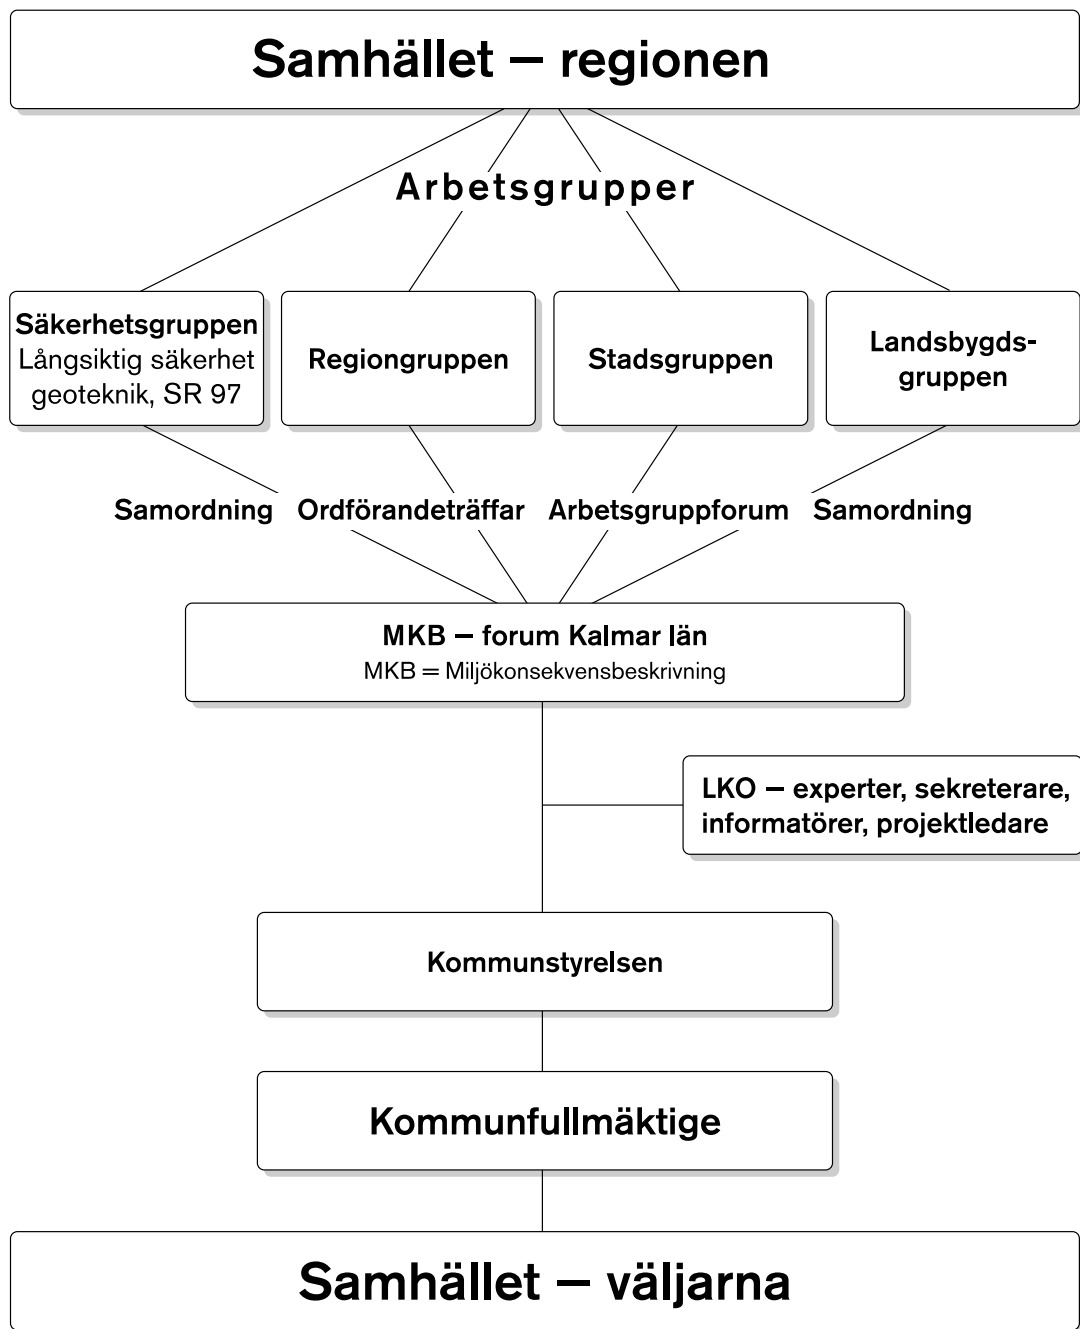 Samhället – regionen
Arbetsgrupper
Säkerhetsgruppen
Långsiktig säkerhet
geoteknik, SR 97
Regiongruppen
Stadsgruppen
Landsbygds-
gruppen
Samordning
Ordförandeträffar
Arbetsgruppforum
Samordning
MKB – forum Kalmar län
MKB = Miljökonsekvensbeskrivning
LKO – experter, sekreterare,
informatörer, projektledare
Kommunstyrelsen
Kommunfullmäktige
Samhället – väljarna